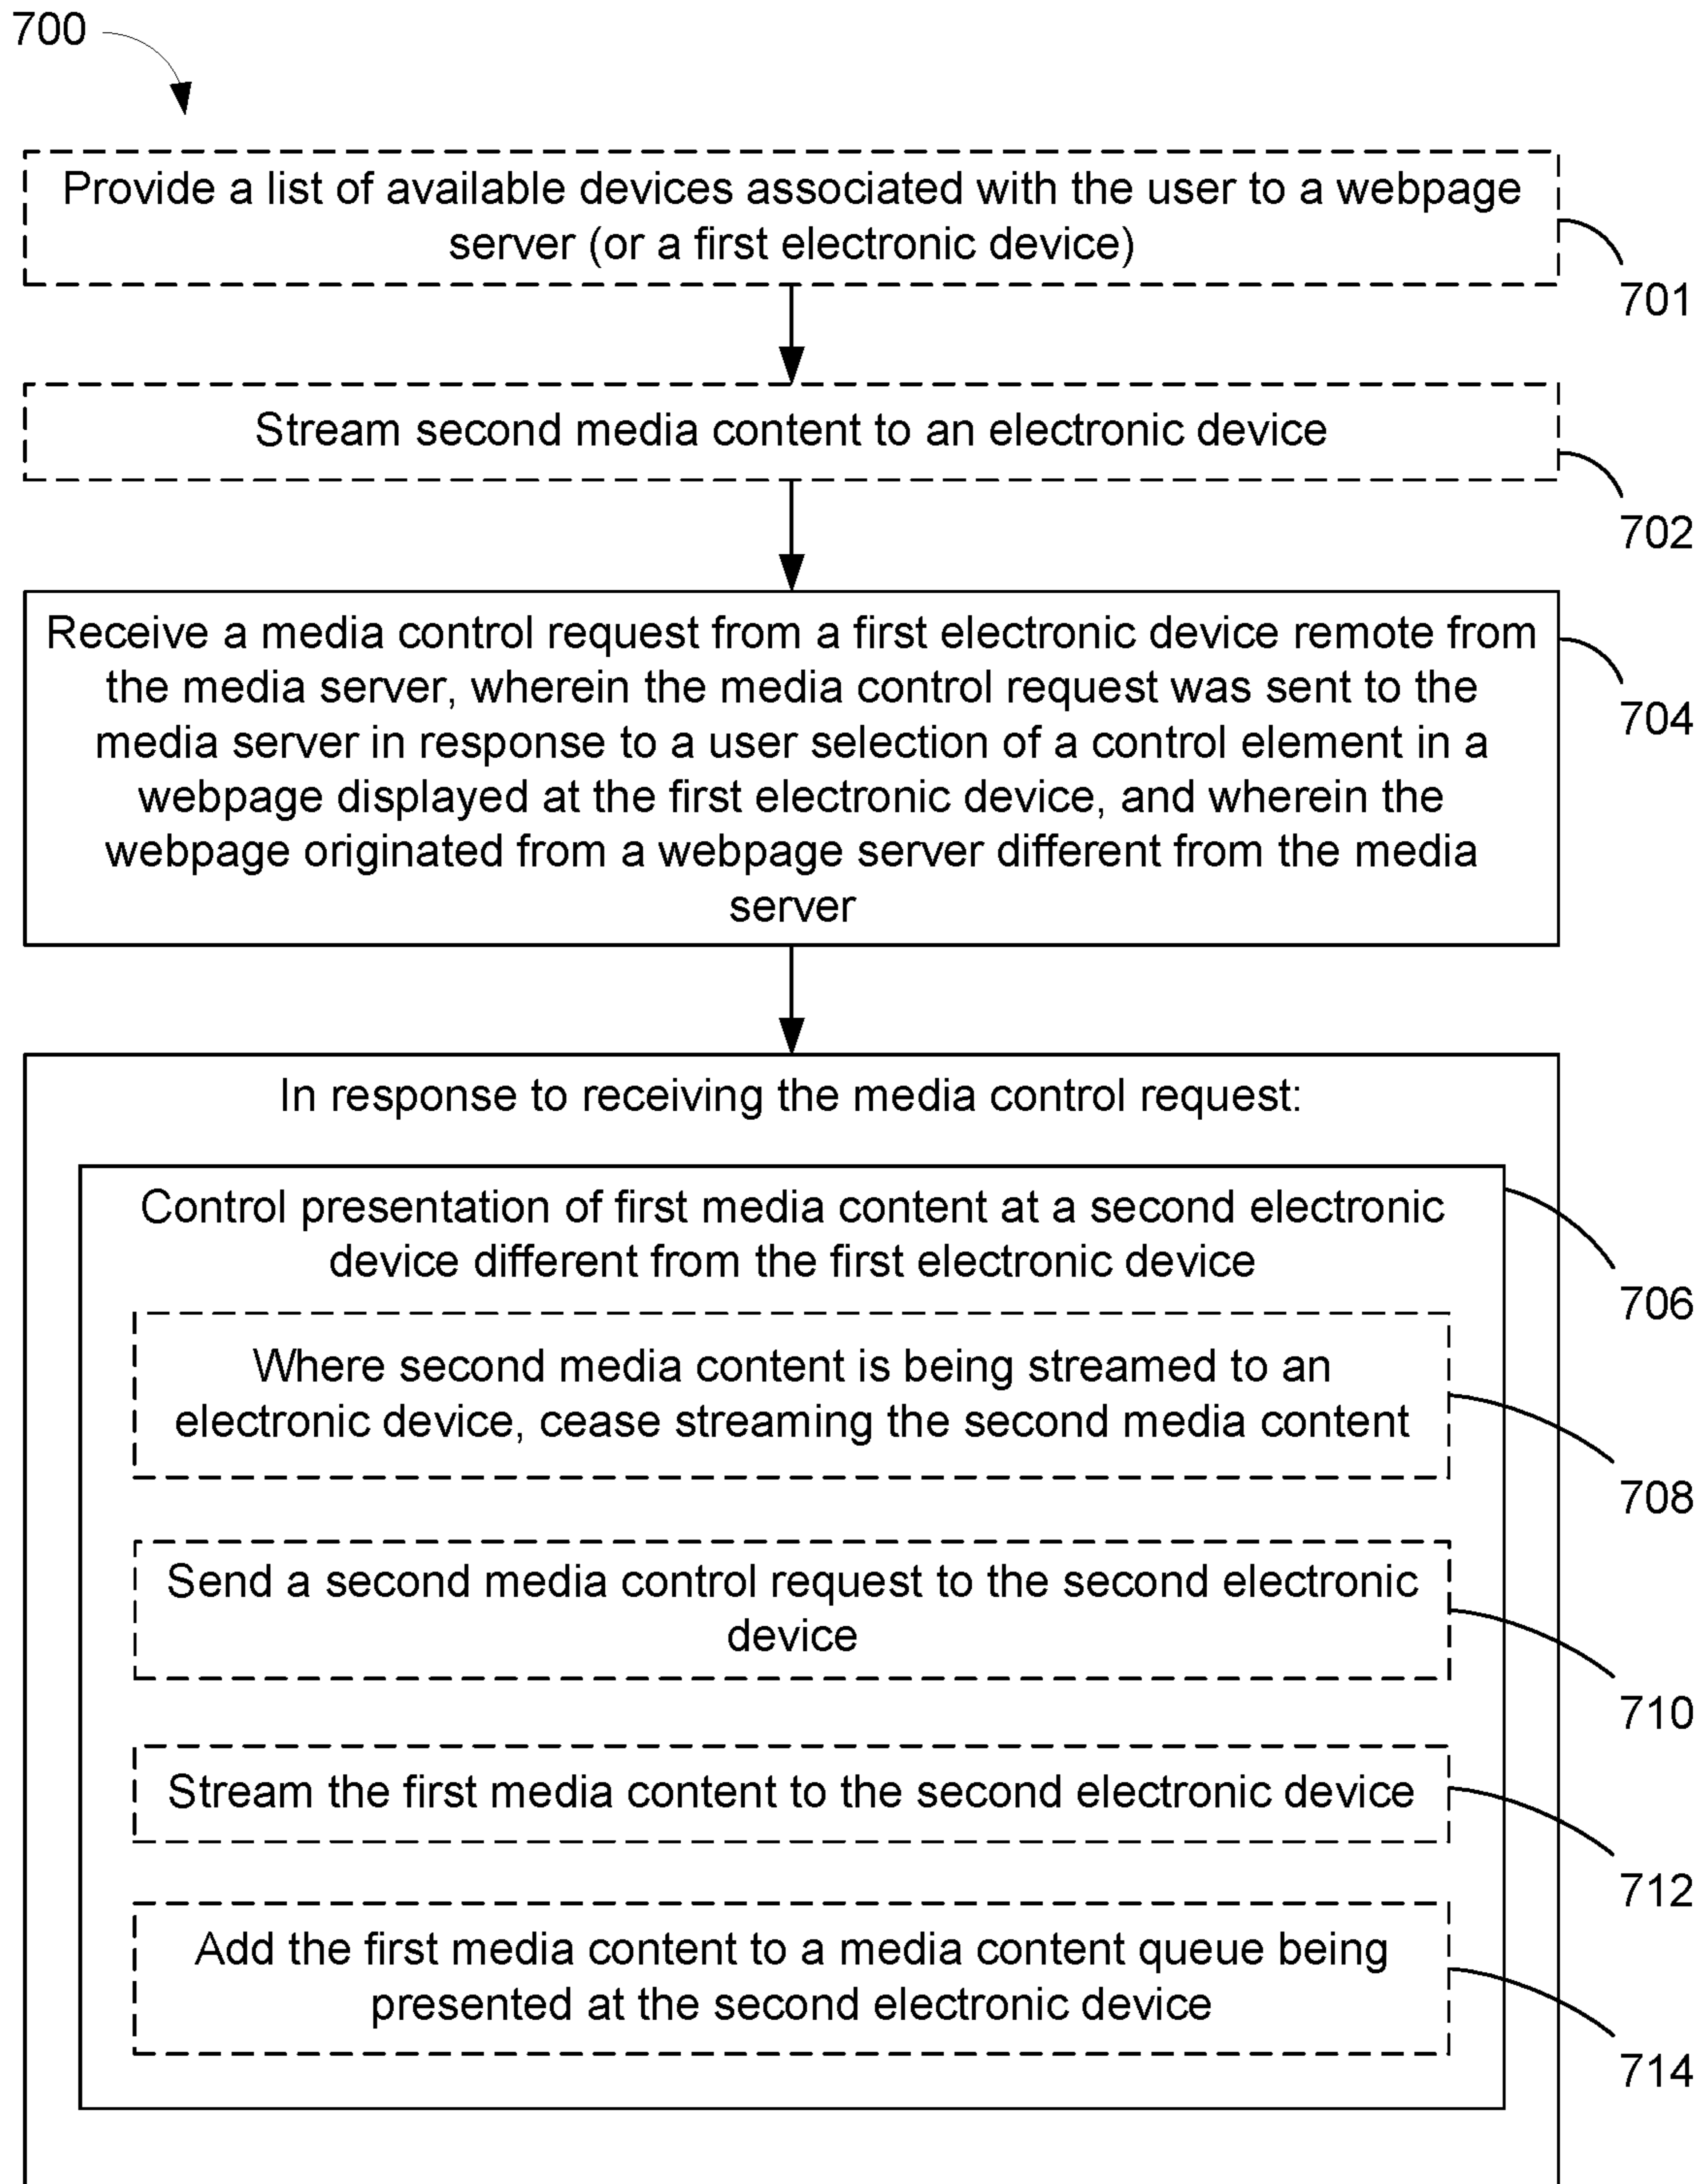 700
Provide a list of available devices associated with the user to a webpage
server (or a first electronic device)
701
Stream second media content to an electronic device
702
Receive a media control request from a first electronic device remote from
the media server, wherein the media control request was sent to the
media server in response to a user selection of a control element in a
webpage displayed at the first electronic device, and wherein the
webpage originated from a webpage server different from the media
server
704
In response to receiving the media control request:
Control presentation of first media content at a second electronic
device different from the first electronic device
706
Where second media content is being streamed to an
electronic device, cease streaming the second media content
708
Send a second media control request to the second electronic
device
710
Stream the first media content to the second electronic device
712
Add the first media content to a media content queue being
presented at the second electronic device
714